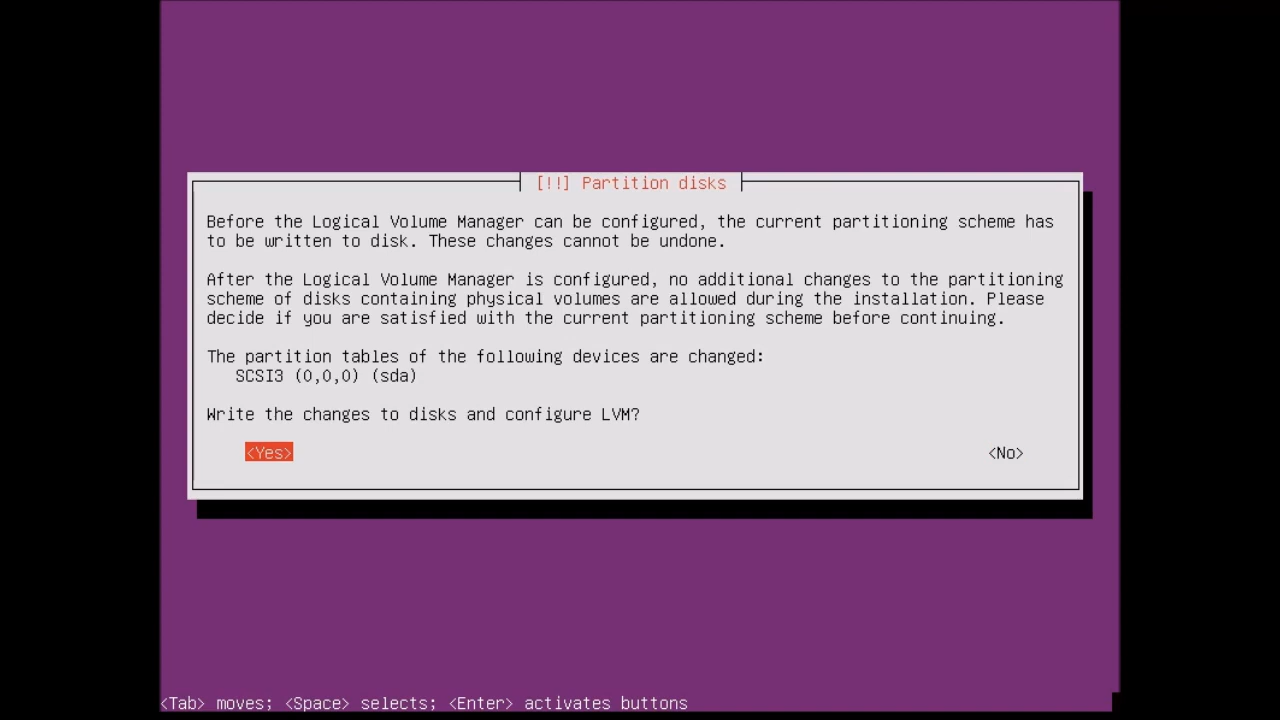 [!!] Partition disks
Before the Logical Volume Manager can be configured, the current partitioning scheme has
to be written to disk. These changes cannot be undone.
After the Logical Volume Manager is configured, no additional changes to the partitioning
scheme of disks containing physical volumes are allowed during the installation. Please
decide if you are satisfied with the current partitioning scheme before continuing.
The partition tables of the following devices are changed:
SCSI3 (0,0,0) (sda)
Write the changes to disks and configure LVM?
<Yes> <No>
<Tab> moves; <Space> selects; <Enter> activates buttons